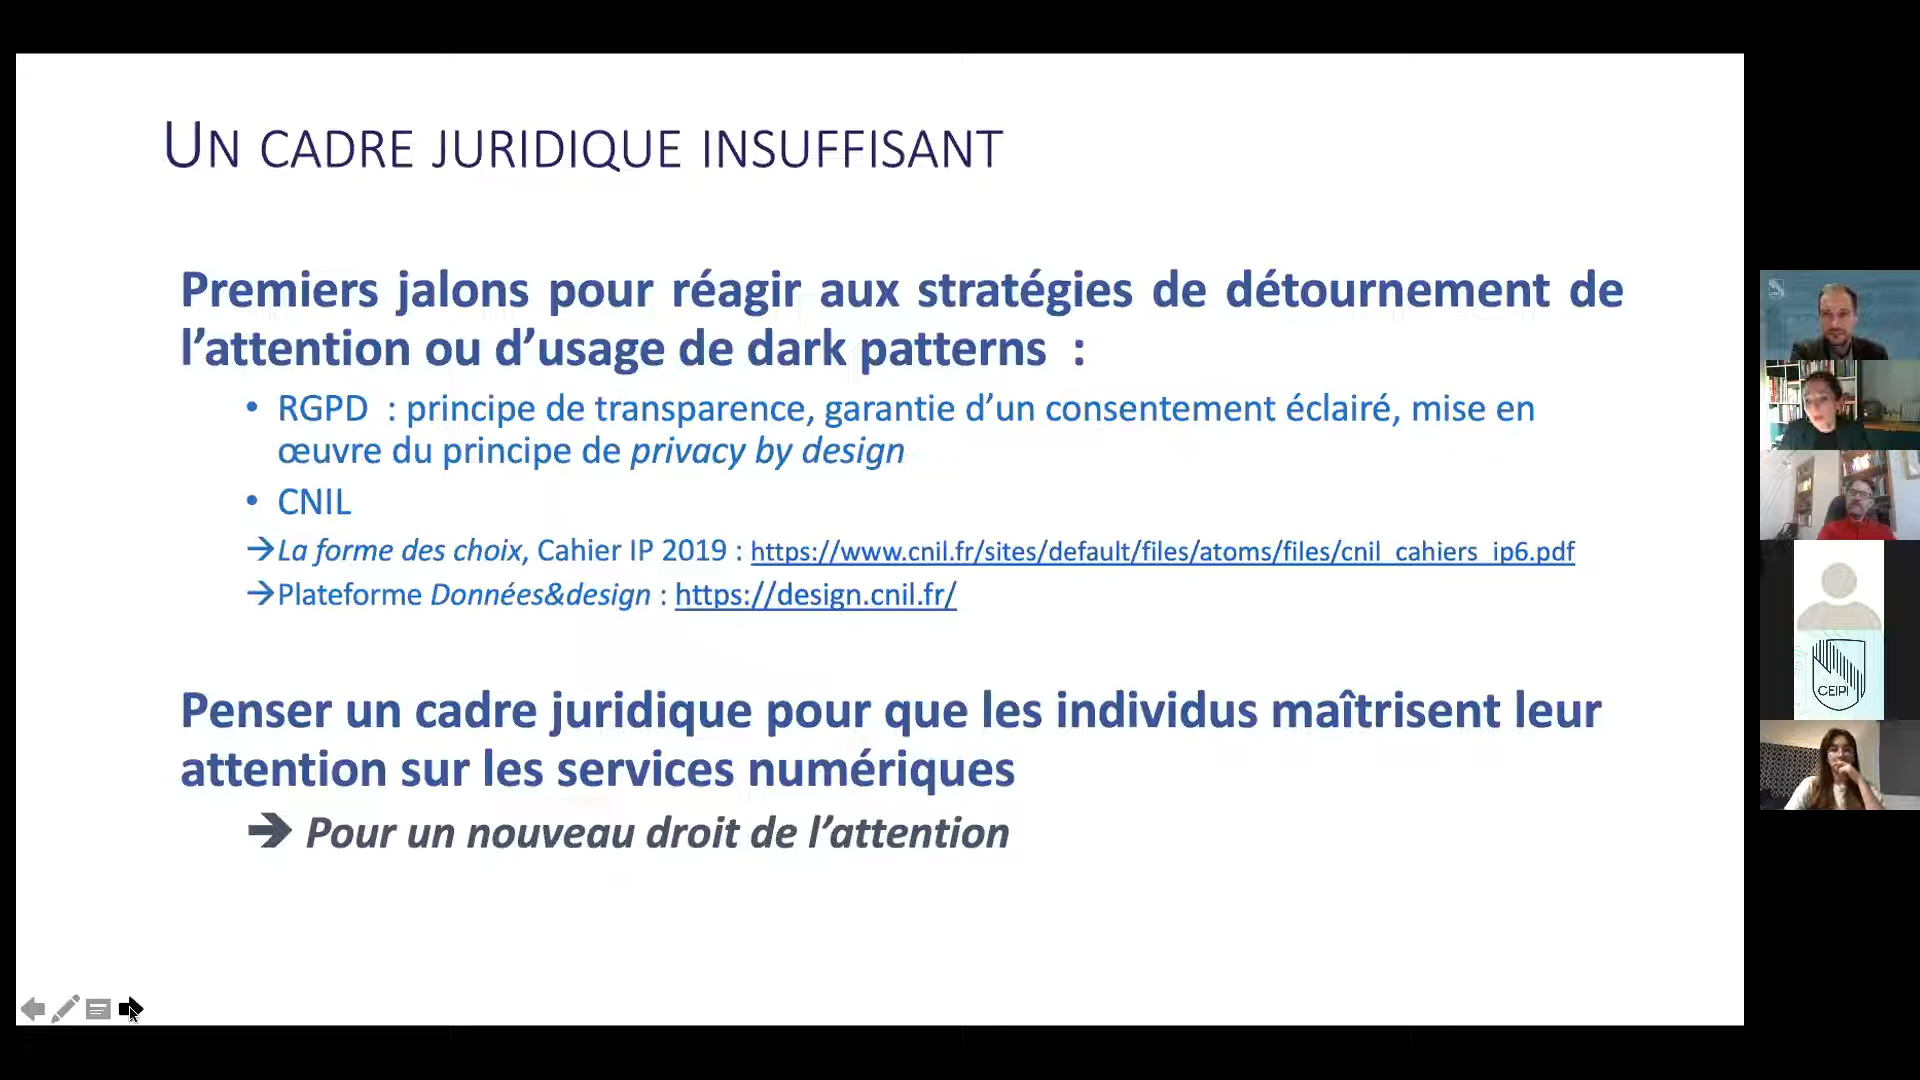 UN CADRE JURIDIQUE INSUFFISANT
Premiers jalons pour réagir aux stratégies de détournement de
l’attention ou d’usage de dark patterns :
• RGPD : principe de transparence, garantie d’un consentement éclairé, mise en
œuvre du principe de privacy by design
• CNIL
→La forme des choix, Cahier IP 2019 : https://www.cnil.fr/sites/default/files/atoms/files/cnil_cahiers_ip6.pdf
→Plateforme Données&design : https://design.cnil.fr/
Penser un cadre juridique pour que les individus maîtrisent leur
attention sur les services numériques
➔ Pour un nouveau droit de l’attention
CEIPI